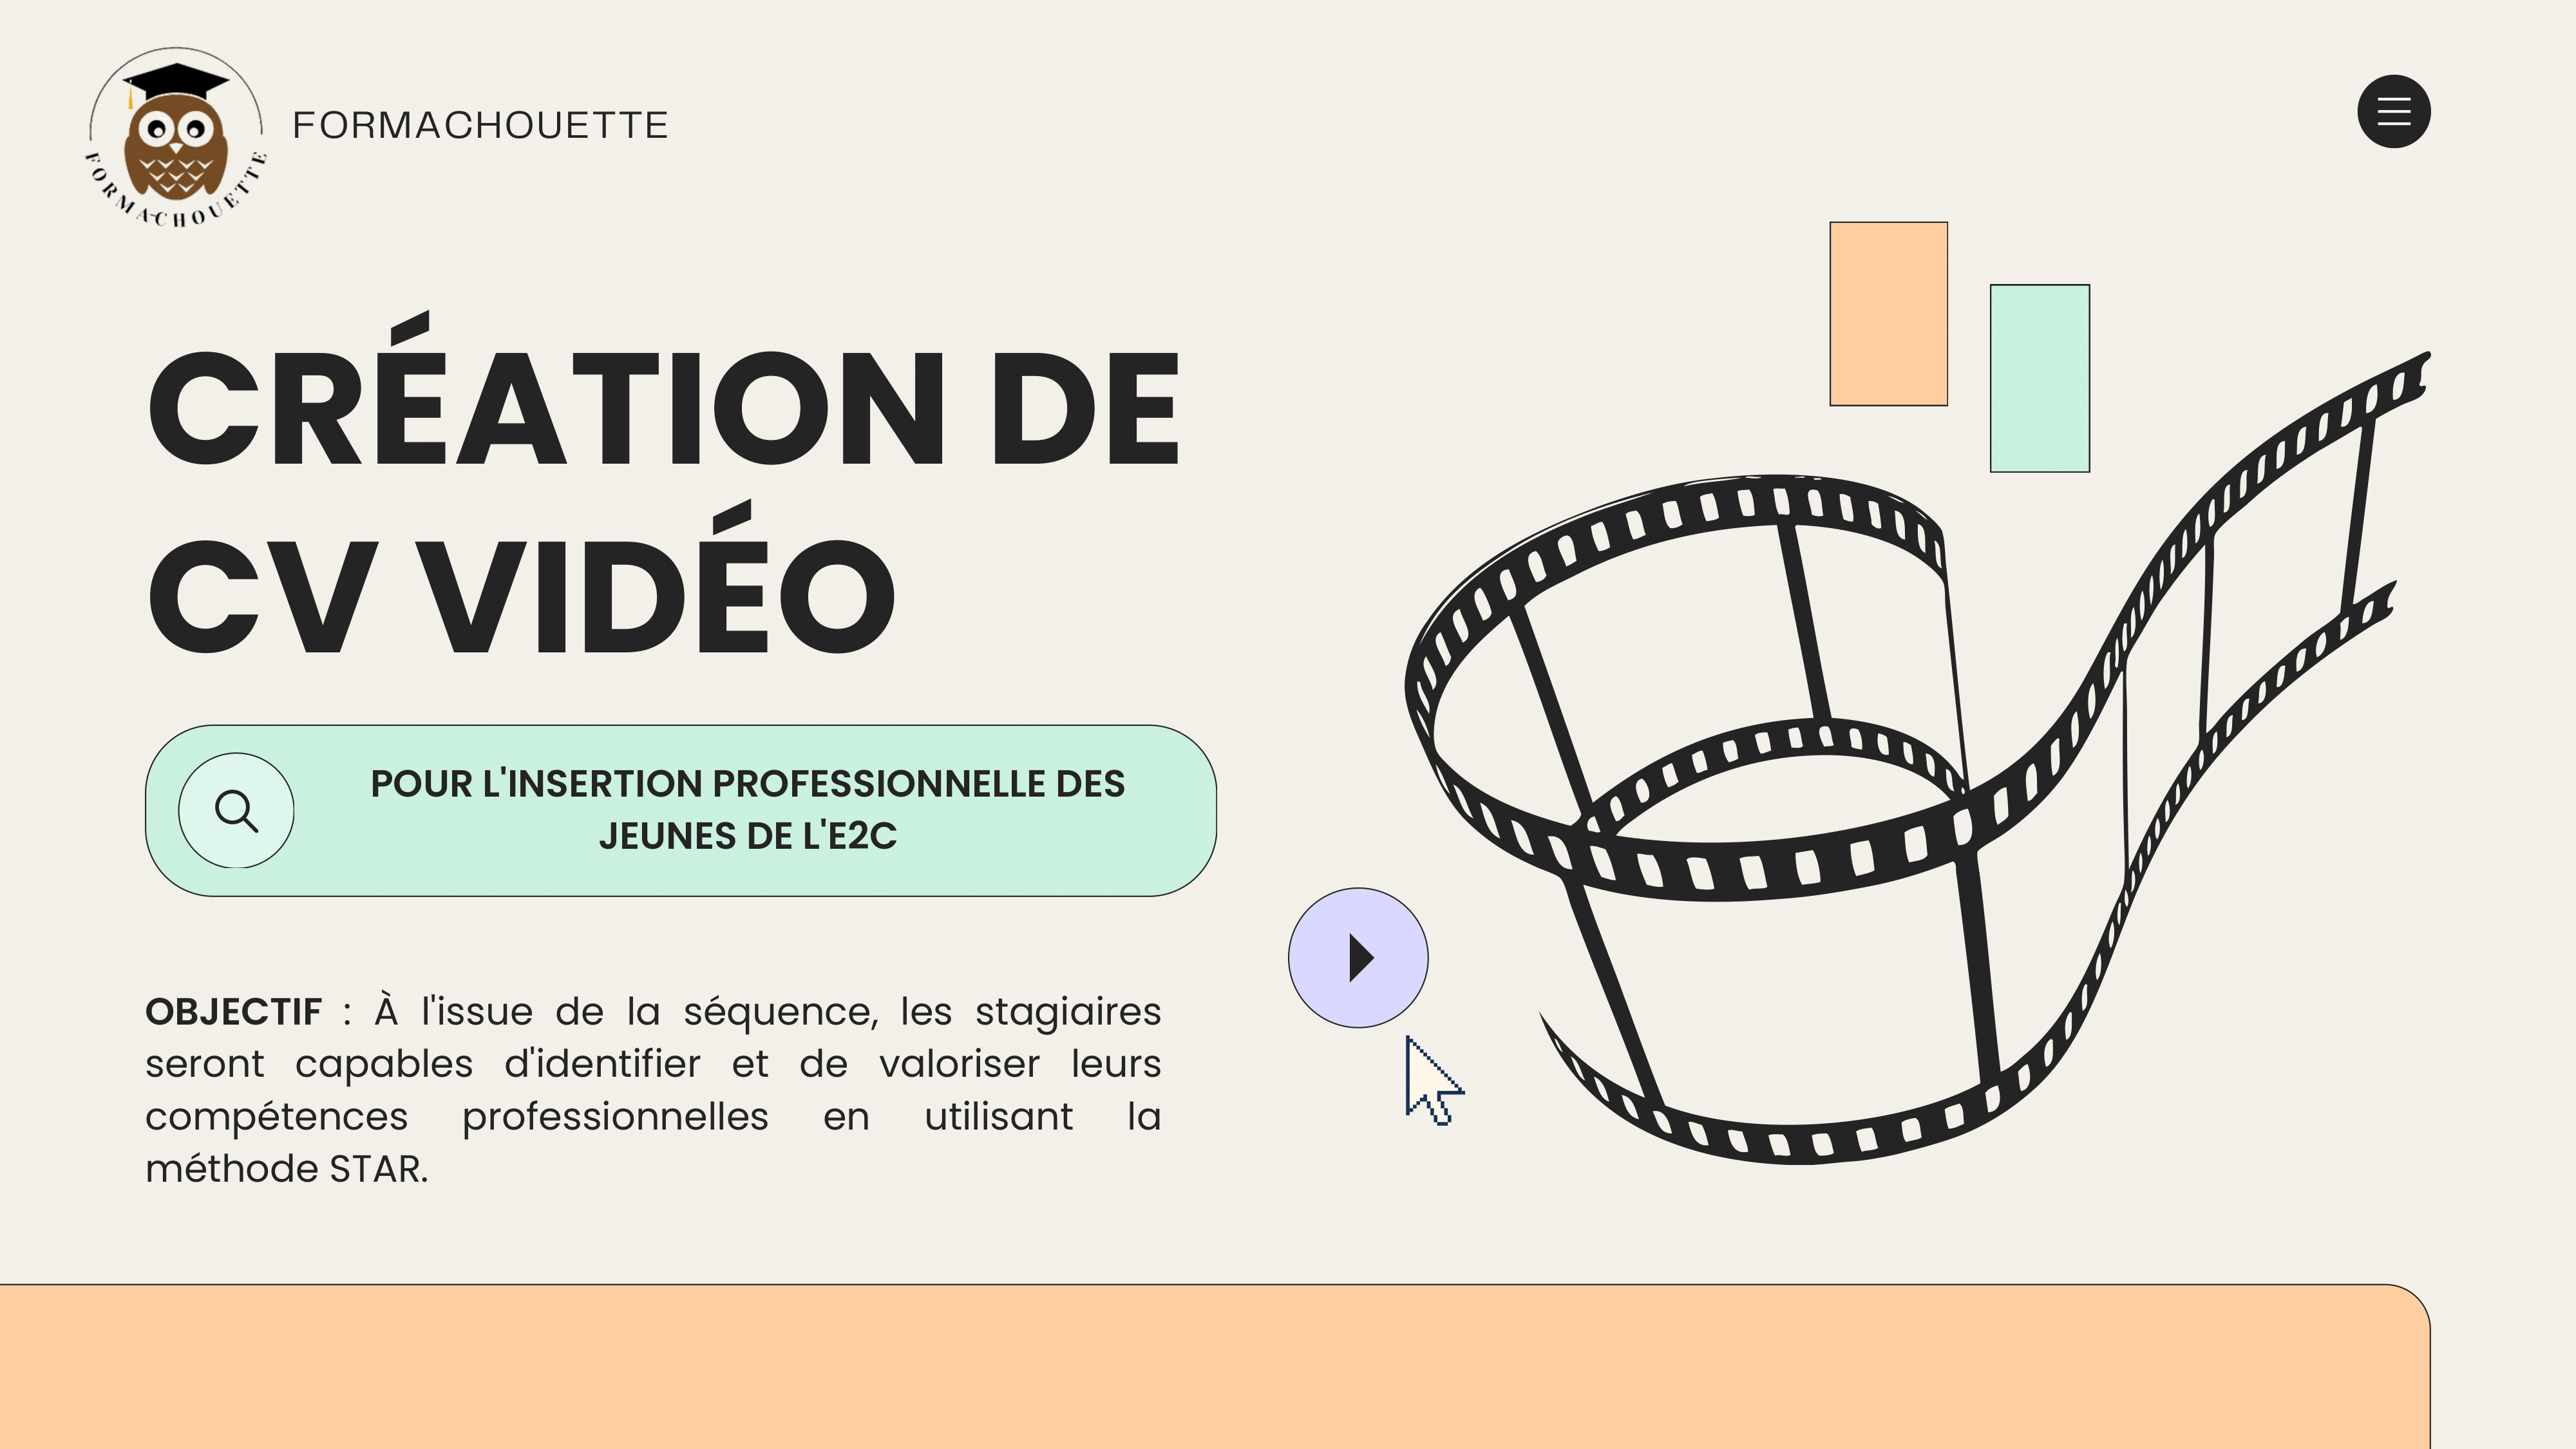 FORMACHOUETTE
FORMACHOUETTE
CRÉATION DE
CV VIDÉO
POUR L'INSERTION PROFESSIONNELLE DES
JEUNES DE L'E2C
OBJECTIF : À l'issue de la séquence, les stagiaires
seront capables d'identifier et de valoriser leurs
compétences professionnelles en utilisant la
méthode STAR.